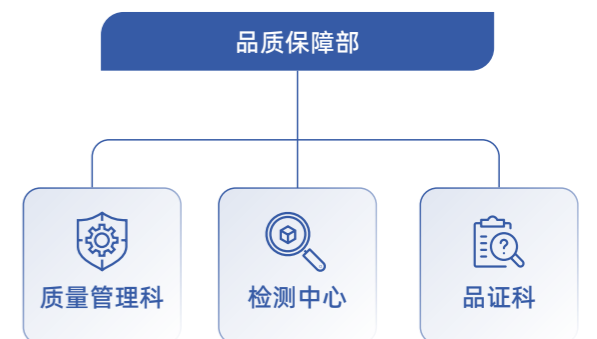 品质保障部
质量管理科
检测中心
品证科